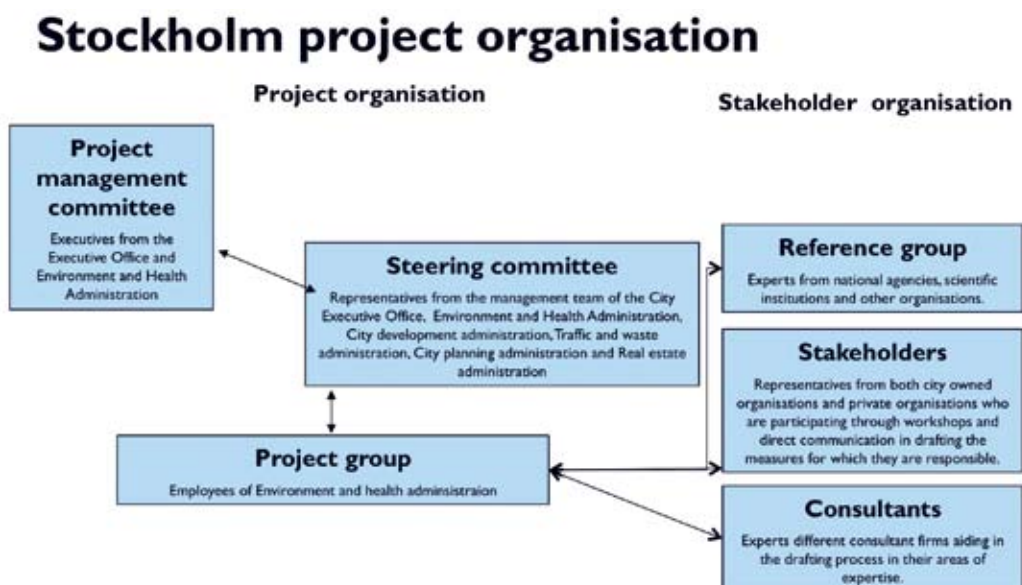 Stockholm project organisation
Project organisation
Stakeholder organisation
Project
management
committee
Executives from the
Executive Office and
Environment and Health
Administration
Steering committee
Representatives from the management team of the City
Executive Office, Environment and Health Administration,
City development administration, Traffic and waste
administration, City planning administration and Real estate
administration
Project group
Employees of Environment and health adminsistraion
Reference group
Experts from national agencies, scientific
institutions and other organisations.
Stakeholders
Representatives from both city owned
organisations and private organisations who
are participating through workshops and
direct communication in drafting the
measures for which they are responsible.
Consultants
Experts different consultant firms aiding in
the drafting process in their areas of
expertise.